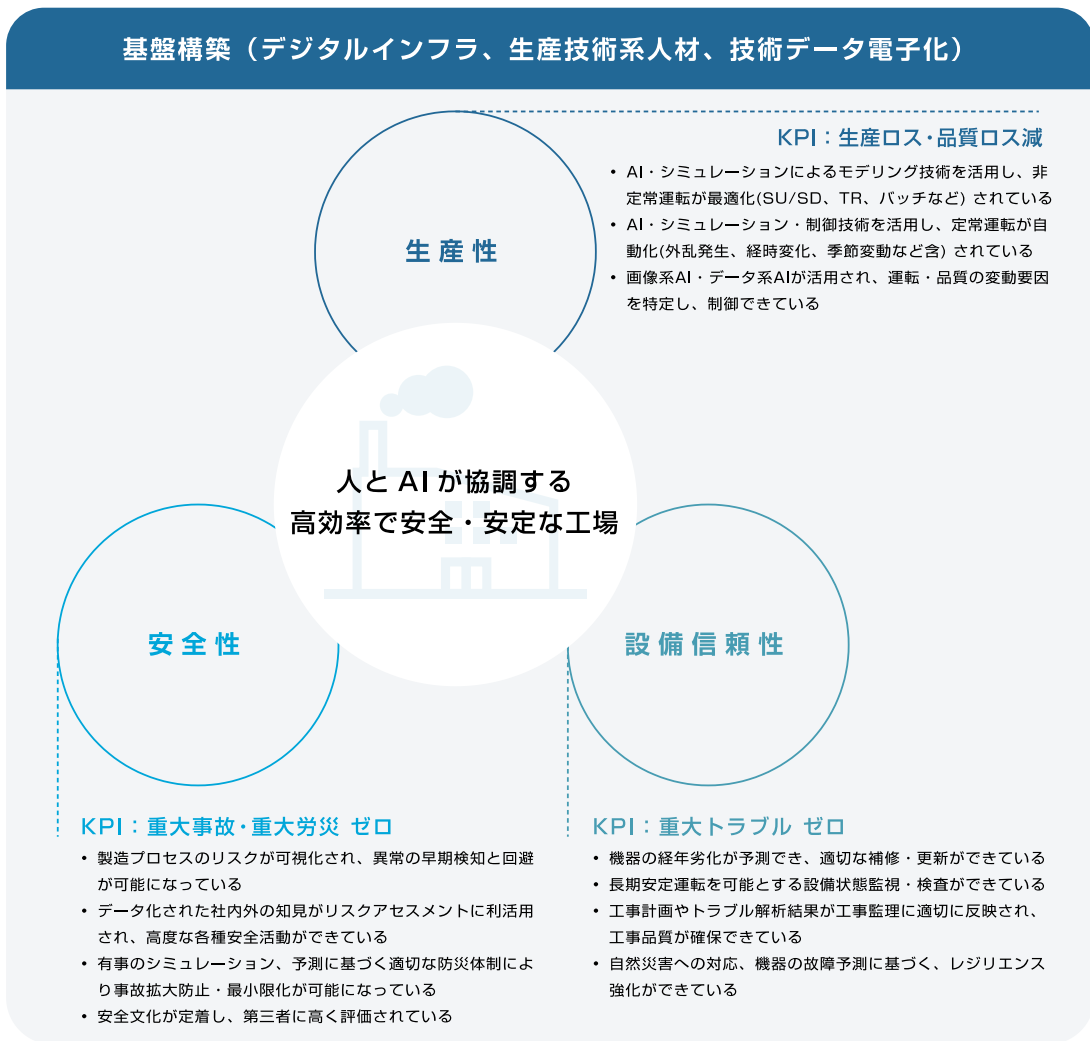 基盤構築（デジタルインフラ、生産技術系人材、技術データ電子化）
生産性
KPI：生産ロス・品質ロス減
• AI・シミュレーションによるモデリング技術を活用し、非
定常運転が最適化(SU/SD、TR、バッチなど) されている
• AI・シミュレーション・制御技術を活用し、定常運転が自
動化(外乱発生、経時変化、季節変動など含) されている
• 画像系AI・データ系AIが活用され、運転・品質の変動要因
を特定し、制御できている
人と AI が協調する
高効率で安全・安定な工場
安全性
設備信頼性
KPI：重大事故・重大労災 ゼロ
• 製造プロセスのリスクが可視化され、異常の早期検知と回避
が可能になっている
• データ化された社内外の知見がリスクアセスメントに利活用
され、高度な各種安全活動ができている
• 有事のシミュレーション、予測に基づく適切な防災体制によ
り事故拡大防止・最小限化が可能になっている
• 安全文化が定着し、第三者に高く評価されている
KPI：重大トラブル ゼロ
• 機器の経年劣化が予測でき、適切な補修・更新ができている
• 長期安定運転を可能とする設備状態監視・検査ができている
• 工事計画やトラブル解析結果が工事監理に適切に反映され、
工事品質が確保できている
• 自然災害への対応、機器の故障予測に基づく、レジリエンス
強化ができている